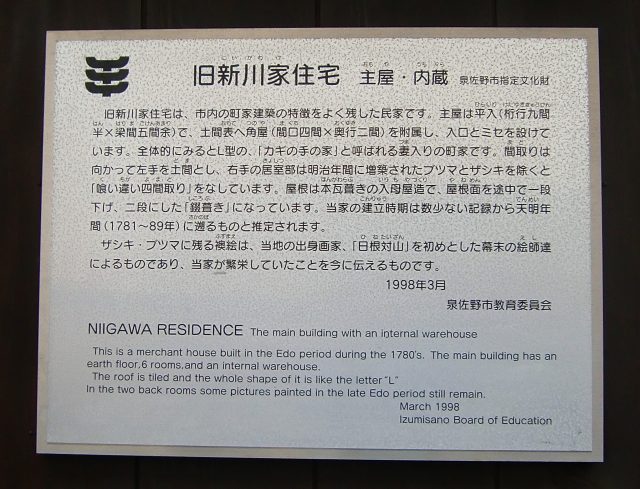 旧新川家住宅 主屋・内蔵 泉佐野市指定文化財
旧新川家住宅は、市内の町家建築の特徴をよく残した民家です。主屋は平入(桁行九間
半×梁間五間余)で、土間表へ角屋(間口四間×奥行二間)を附属し、入口とミセを設けて
います。全体的にみるとL型の、「カギの手の家」と呼ばれる妻入りの町家です。間取りは
向かって左手を土間とし、右手の居室部は明治年間に増築されたブツマとザシキを除くと
「喰い違い四間取り」をなしています。屋根は本瓦葺きの入母屋造で、屋根面を途中で一段
下げ、二段にした「錣葺き」になっています。当家の建立時期は数少ない記録から天明年
間(1781~89年)に遡るものと推定されます。
ザシキ・ブツマに残る襖絵は、当地の出身画家、「日根対山」を初めとした幕末の絵師達
によるものであり、当家が繁栄していたことを今に伝えるものです。
1998年3月
泉佐野市教育委員会
NIIGAWA RESIDENCE The main building with an internal warehouse
This is a merchant house built in the Edo period during the 1780's. The main building has an
earth floor,6 rooms,and an internal warehouse.
The roof is tiled and the whole shape of it is like the letter "L"
In the two back rooms some pictures painted in the late Edo period still remain.
March 1998
Izumisano Board of Education